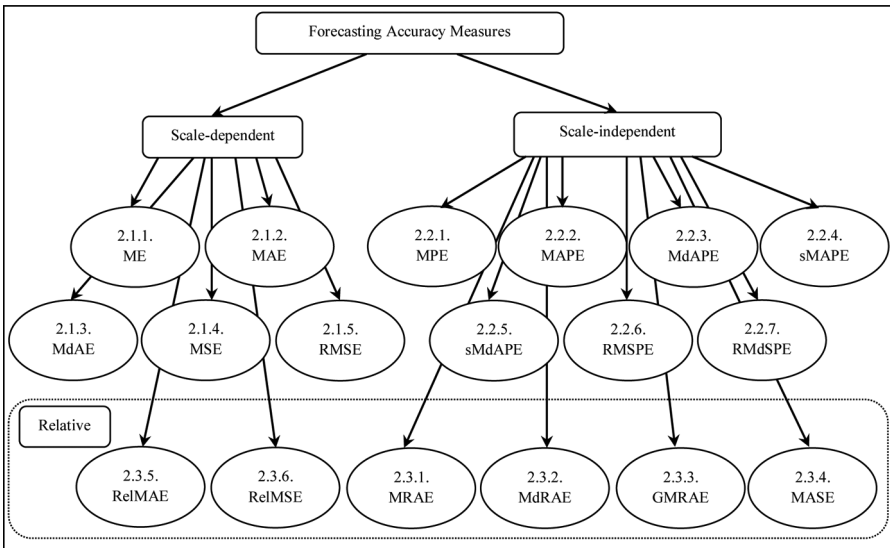 Forecasting Accuracy Measures
Scale-dependent
Scale-independent
2.1.1.
ME
2.1.2.
MAE
2.2.1.
MPE
2.2.2.
MAPE
2.2.3.
MdAPE
2.2.4.
sMAPE
2.1.3.
MdAE
2.1.4.
MSE
2.1.5.
RMSE
2.2.5.
sMdAPE
2.2.6.
RMSPE
2.2.7.
RMdSPE
Relative
2.3.5.
RelMAE
2.3.6.
RelMSE
2.3.1.
MRAE
2.3.2.
MdRAE
2.3.3.
GMRAE
2.3.4.
MASE